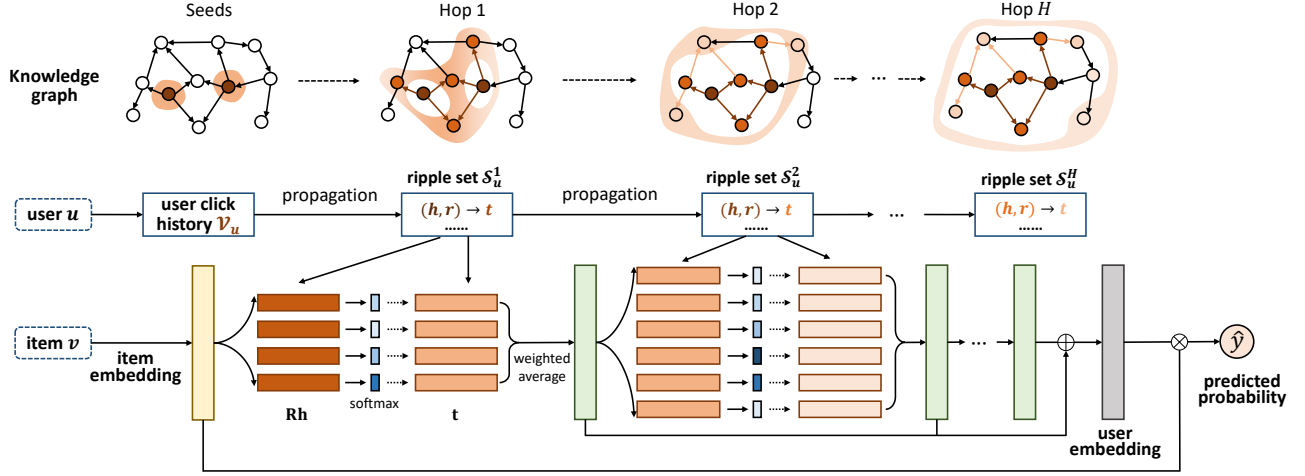 Seeds
Hop 1
Hop 2
Hop H
Knowledge
graph
...
user u
user click
history 𝒱_u
propagation
ripple set 𝒮_u^1
(h, r) → t
......
propagation
ripple set 𝒮_u^2
(h, r) → t
......
...
ripple set 𝒮_u^H
(h, r) → t
......
item v
item
embedding
Rh
softmax
t
weighted
average
...
user
embedding
ŷ
predicted
probability